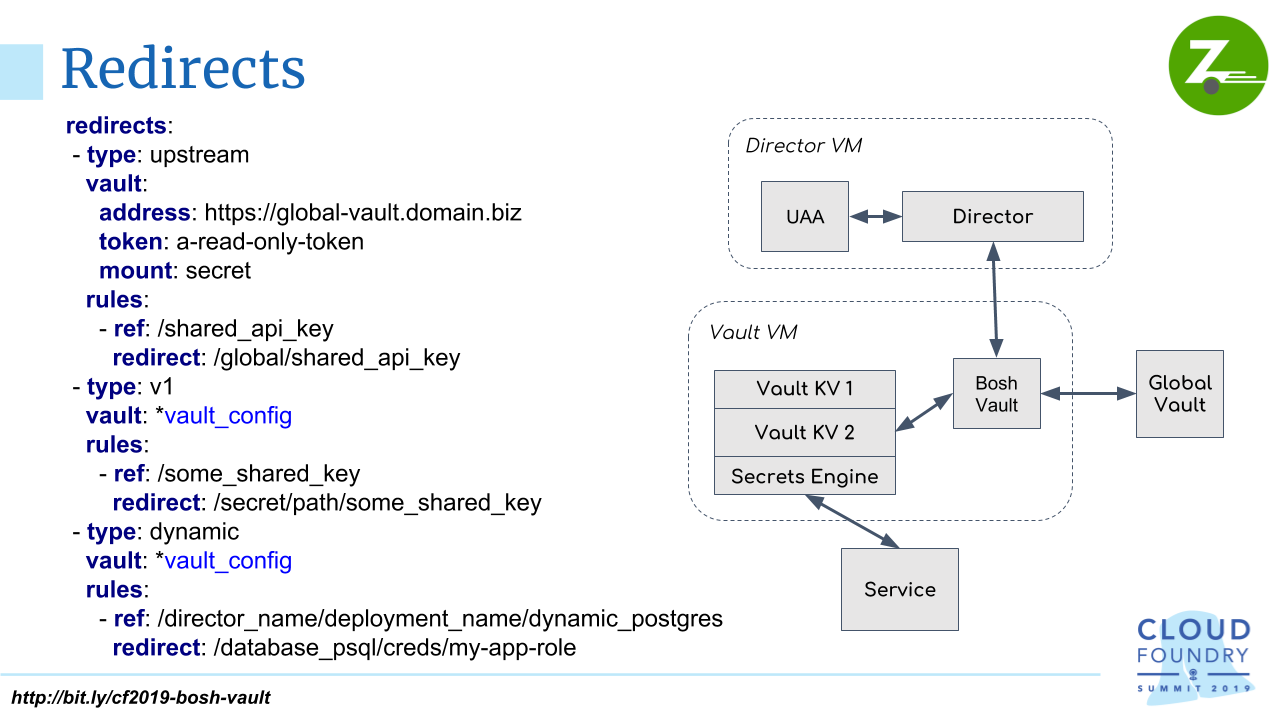 Redirects
redirects:
- type: upstream
vault:
address: https://global-vault.domain.biz
token: a-read-only-token
mount: secret
rules:
- ref: /shared_api_key
redirect: /global/shared_api_key
- type: v1
vault: *vault_config
rules:
- ref: /some_shared_key
redirect: /secret/path/some_shared_key
- type: dynamic
vault: *vault_config
rules:
- ref: /director_name/deployment_name/dynamic_postgres
redirect: /database_psql/creds/my-app-role
Z
Director VM
UAA
Director
Vault VM
Vault KV 1
Vault KV 2
Secrets Engine
Bosh
Vault
Global
Vault
Service
CLOUD
FOUNDRY
SUMMIT 2019
http://bit.ly/cf2019-bosh-vault